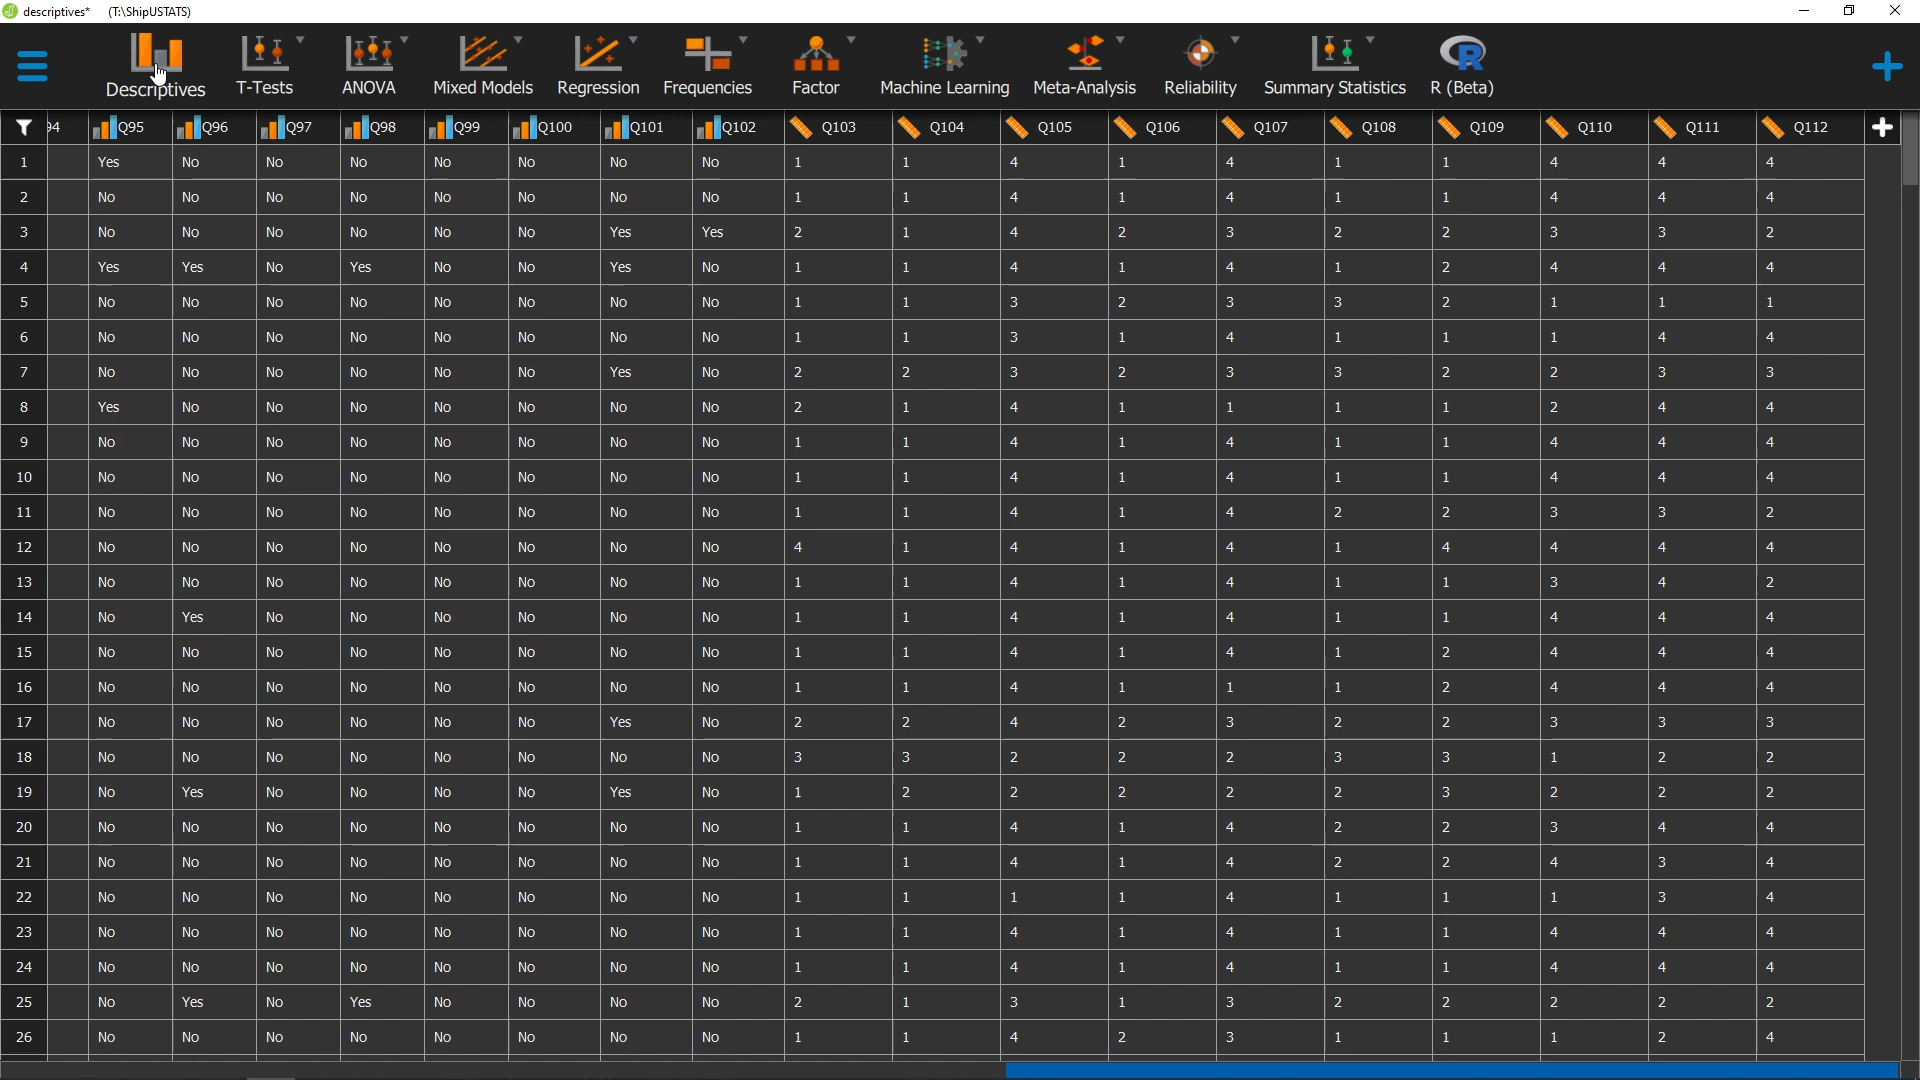 descriptives* (T:\ShipUSTATS)
Descriptives T-Tests ANOVA Mixed Models Regression Frequencies Factor Machine Learning Meta-Analysis Reliability Summary Statistics R (Beta)
94 Q95 Q96 Q97 Q98 Q99 Q100 Q101 Q102 Q103 Q104 Q105 Q106 Q107 Q108 Q109 Q110 Q111 Q112
1 Yes No No No No No No No 1 1 4 1 4 1 1 4 4 4
2 No No No No No No No No 1 1 4 1 4 1 1 4 4 4
3 No No No No No No Yes Yes 2 1 4 2 3 2 2 3 3 2
4 Yes Yes No Yes No No Yes No 1 1 4 1 4 1 2 4 4 4
5 No No No No No No No No 1 1 3 2 3 3 2 1 1 1
6 No No No No No No No No 1 1 3 1 4 1 1 1 4 4
7 No No No No No No Yes No 2 2 3 2 3 3 2 2 3 3
8 Yes No No No No No No No 2 1 4 1 1 1 1 2 4 4
9 No No No No No No No No 1 1 4 1 4 1 1 4 4 4
10 No No No No No No No No 1 1 4 1 4 1 1 4 4 4
11 No No No No No No No No 1 1 4 1 4 2 2 3 3 2
12 No No No No No No No No 4 1 4 1 4 1 4 4 4 4
13 No No No No No No No No 1 1 4 1 4 1 1 3 4 2
14 No Yes No No No No No No 1 1 4 1 4 1 1 4 4 4
15 No No No No No No No No 1 1 4 1 4 1 2 4 4 4
16 No No No No No No No No 1 1 4 1 1 1 2 4 4 4
17 No No No No No No Yes No 2 2 4 2 3 2 2 3 3 3
18 No No No No No No No No 3 3 2 2 2 3 3 1 2 2
19 No Yes No No No No Yes No 1 2 2 2 2 2 3 2 2 2
20 No No No No No No No No 1 1 4 1 4 2 2 3 4 4
21 No No No No No No No No 1 1 4 1 4 2 2 4 3 4
22 No No No No No No No No 1 1 1 1 4 1 1 1 3 4
23 No No No No No No No No 1 1 4 1 4 1 1 4 4 4
24 No No No No No No No No 1 1 4 1 4 1 1 4 4 4
25 No Yes No Yes No No No No 2 1 3 1 3 2 2 2 2 2
26 No No No No No No No No 1 1 4 2 3 1 1 1 2 4